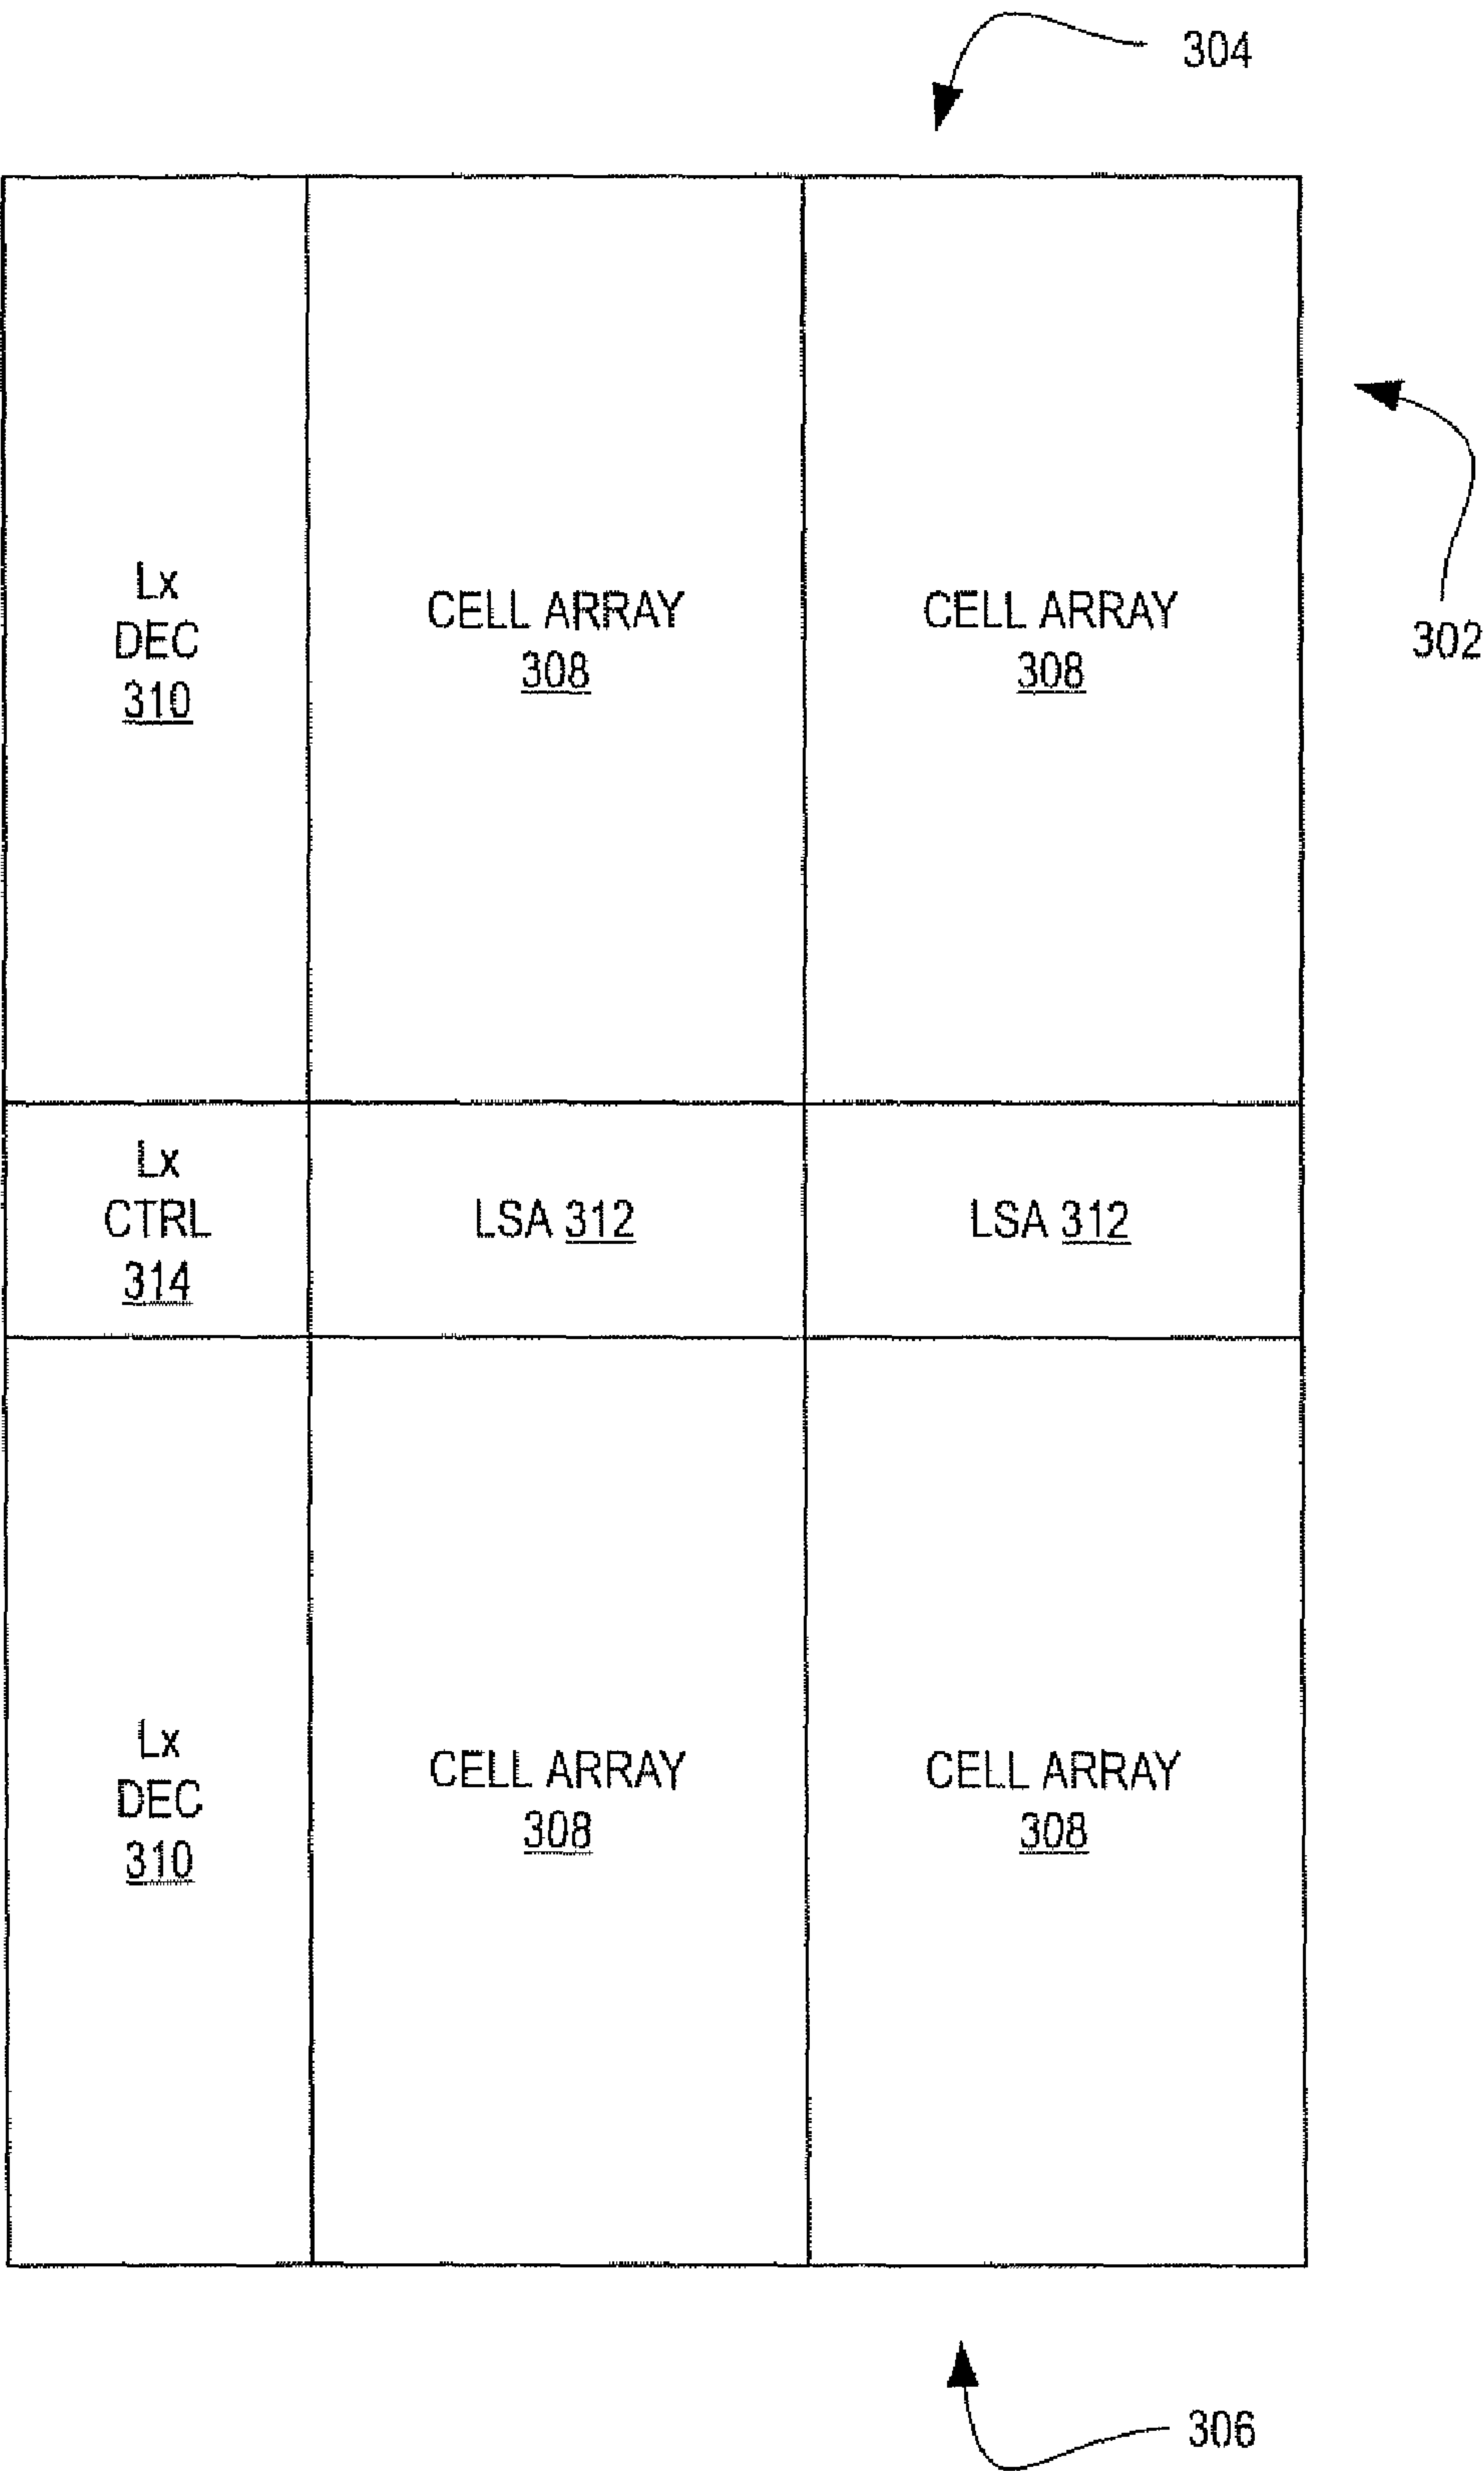 304
302
Lx
DEC
310
CELL ARRAY
308
CELL ARRAY
308
Lx
CTRL
314
LSA 312
LSA 312
Lx
DEC
310
CELL ARRAY
308
CELL ARRAY
308
306